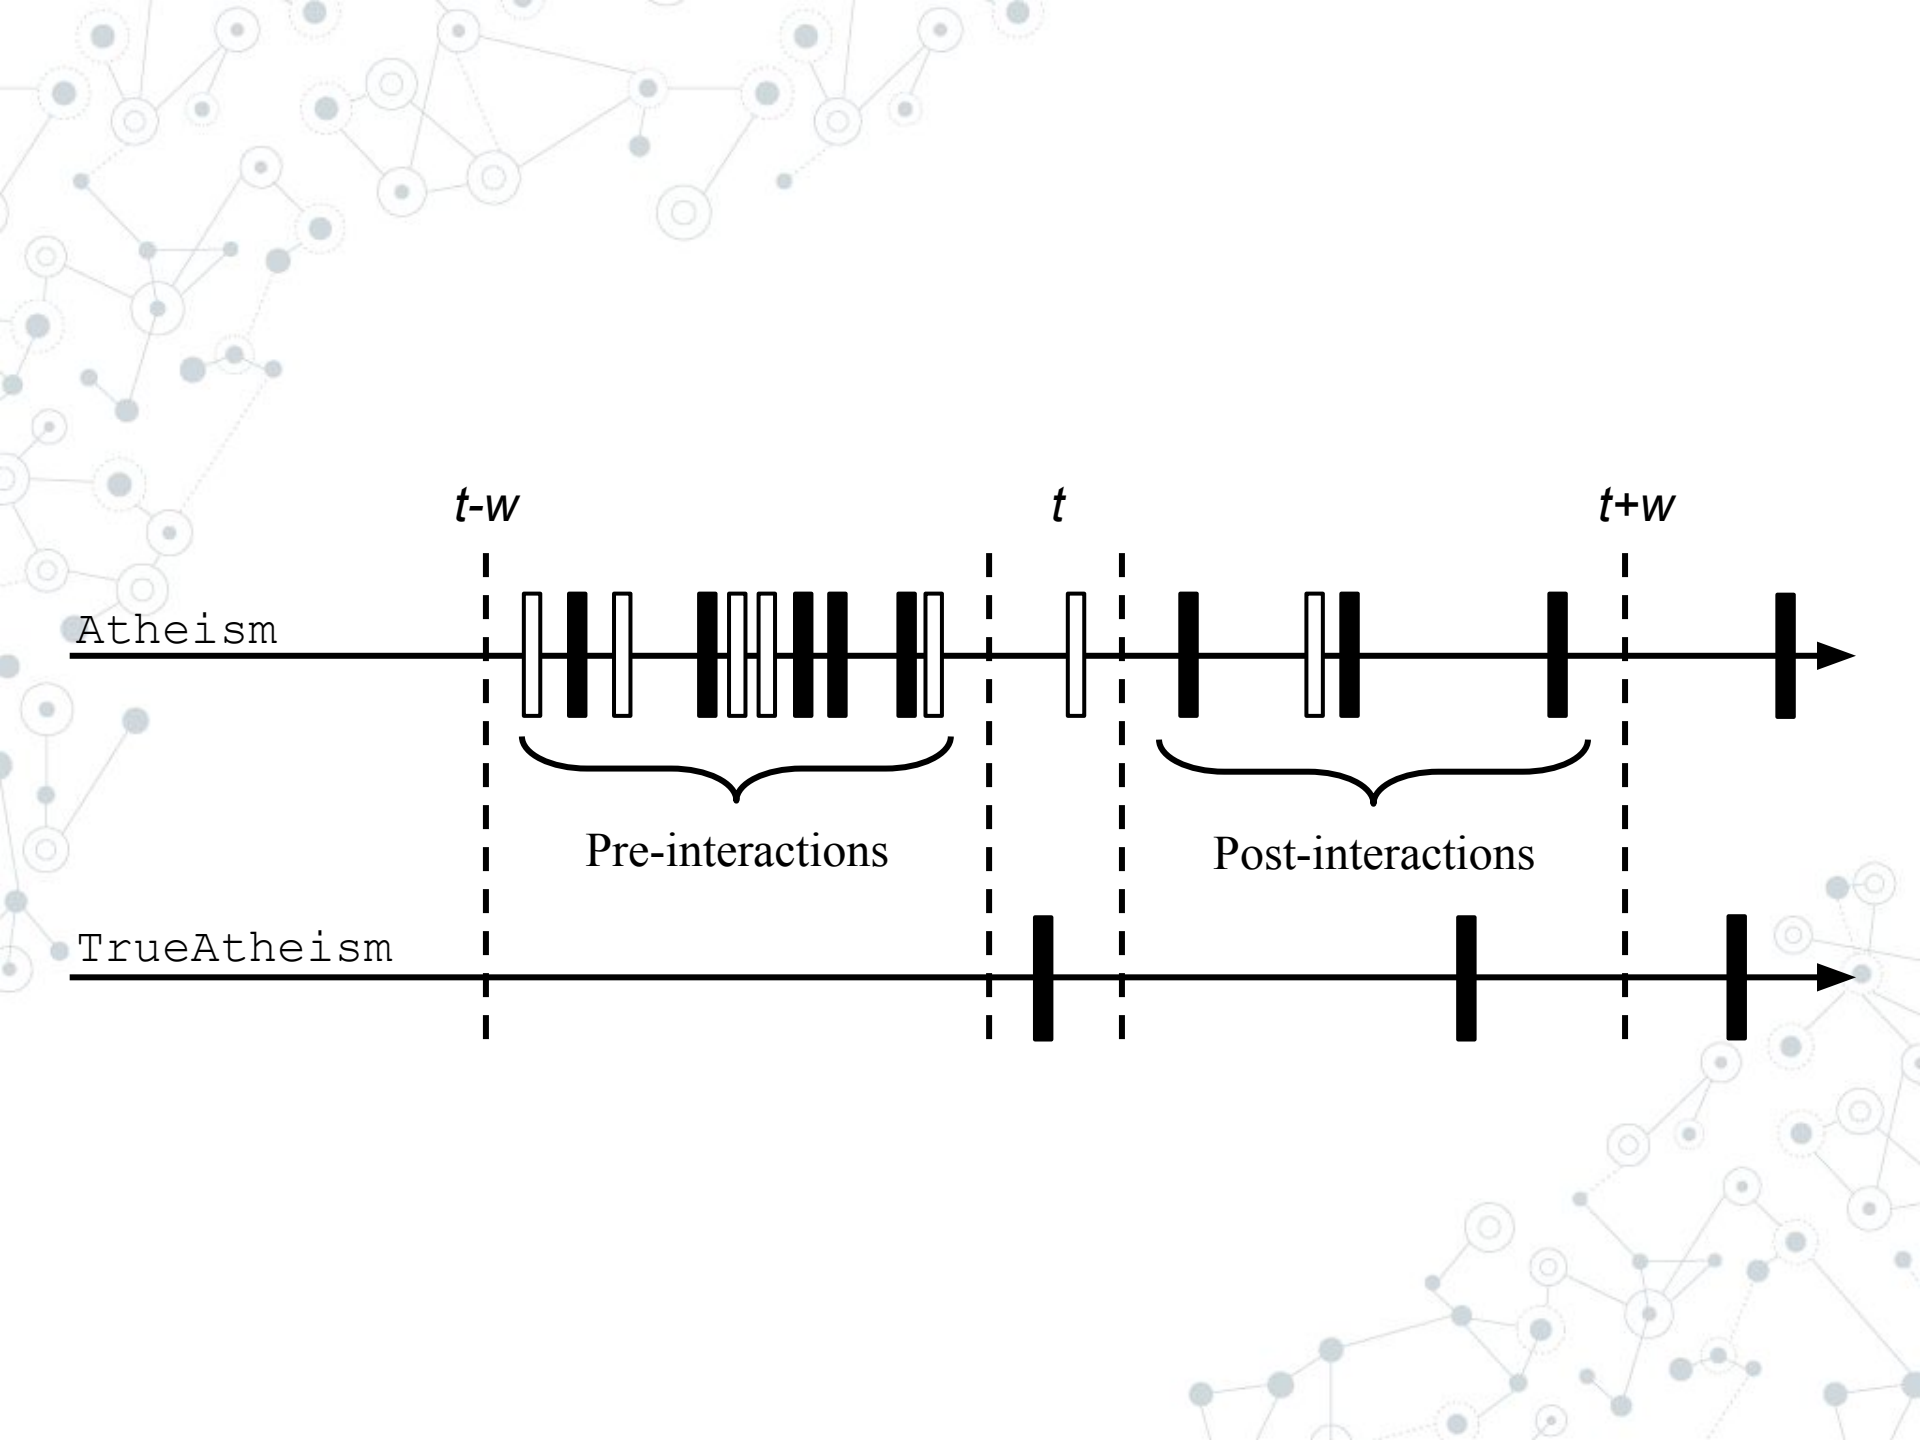 t-w
t
t+w
Atheism
Pre-interactions
Post-interactions
TrueAtheism